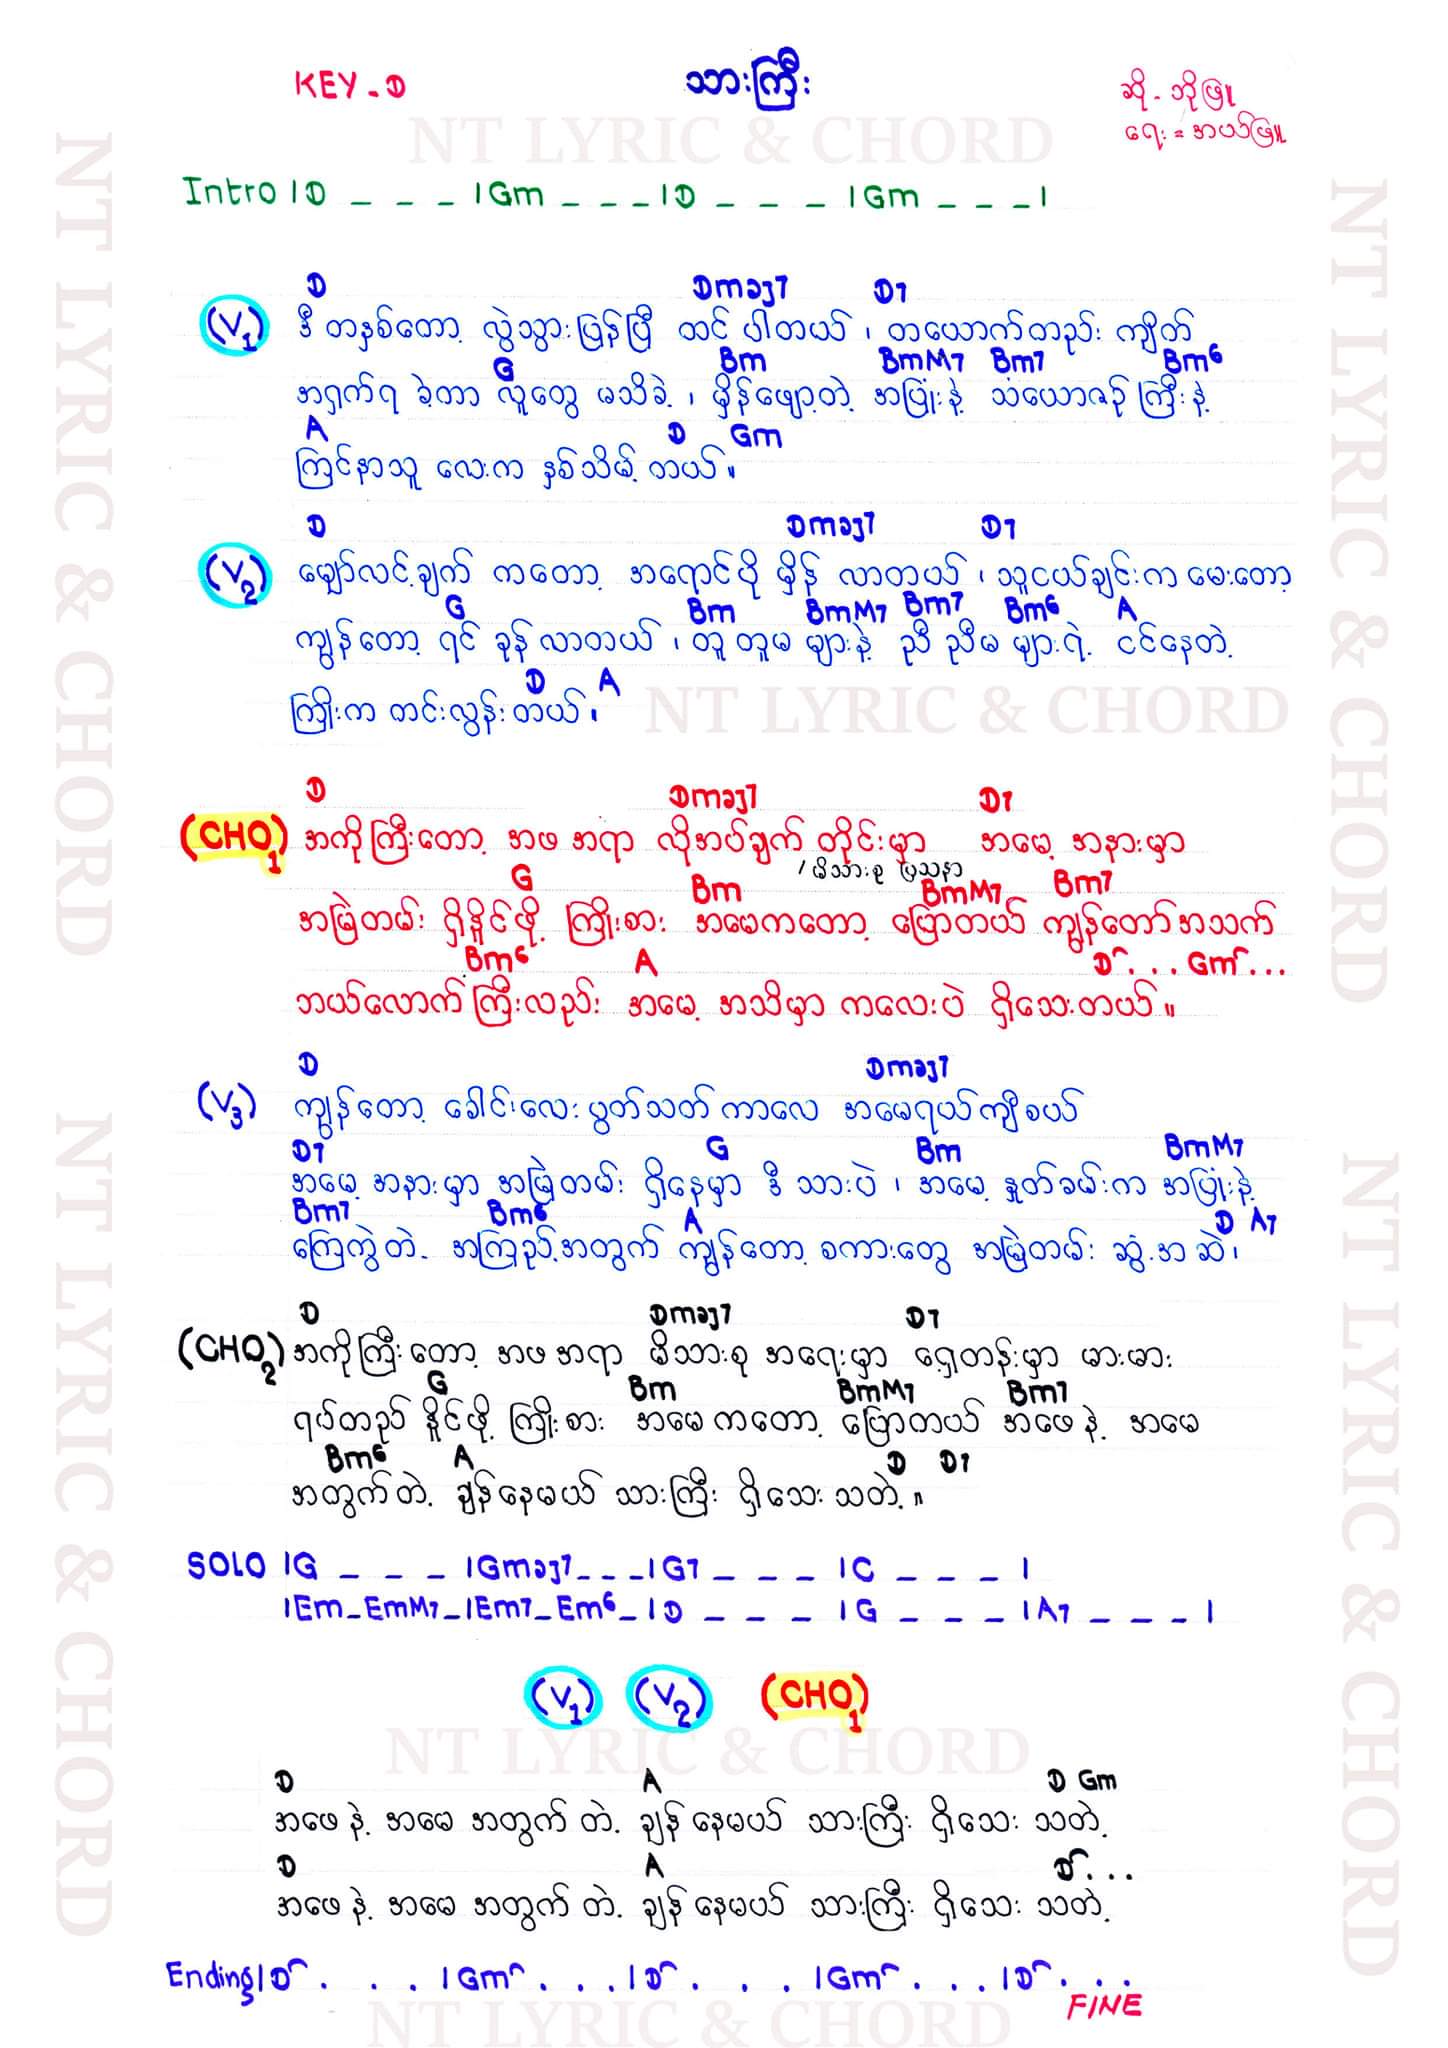 KEY - D
သားကြီး
ဆို - ဘိုဖြူ
ရေး = အယ်ဖြူ
NT LYRIC & CHORD
Intro | D _ _ _ | Gm _ _ _ | D _ _ _ | Gm _ _ _ |
D Dmaj7 D7
(V1) ဒီ တနှစ်တော့ လွဲသွားပြန်ပြီ ထင် ပါတယ် ၊ တယောက်တည်း ကျိတ်
G Bm BmM7 Bm7 Bm6
အရှက်ရ ခဲ့တာ လူတွေ မသိခဲ့ ၊ မှိန်ဖျော့တဲ့ အပြုံးနဲ့ သံယောဇဉ် ကြီးနဲ့
A D Gm
ကြင်နာသူ လေးက နှစ်သိမ့် တယ်။
D Dmaj7 D7
(V2) မျှော်လင့်ချက် ကတော့ အရောင်ပို မှိန် လာတယ် ၊ သူငယ်ချင်းက မေးတော့
G Bm BmM7 Bm7 Bm6 A
ကျွန်တော့ ရင် ခုန် လာတယ် ၊ တူ တူမ များနဲ့ ညီ ညီမ များရဲ့ ငင်နေတဲ့
D A
ကြိုးက တင်းလွန်း တယ် ။
NT LYRIC & CHORD
D Dmaj7 D7
(CHO1) အကိုကြီးတော့ အဖ အရာ လိုအပ်ချက် တိုင်းမှာ အမေ့ အနားမှာ
/ မိသားစု ပြဿနာ
G Bm BmM7 Bm7
အမြဲတမ်း ရှိနိုင်ဖို့ ကြိုးစား အမေကတော့ ပြောတယ် ကျွန်တော်အသက်
Bm6 A D . . . Gm . . .
ဘယ်လောက်ကြီးလည်း အမေ့ အသိမှာ ကလေးပဲ ရှိသေးတယ်။
D Dmaj7
(V3) ကျွန်တော့ ခေါင်းလေး ပွတ်သတ် ကာလေ အမေရယ်ကျီစယ်
D7 G Bm BmM7
အမေ့ အနားမှာ အမြဲတမ်း ရှိနေမှာ ဒီ သားပဲ ၊ အမေ့ နှုတ်ခမ်းက အပြုံးနဲ့
Bm7 Bm6 A D A7
ကြေကွဲတဲ့ အကြည့်အတွက် ကျွန်တော့ စကားတွေ အမြဲတမ်း ဆွံ့အဆဲ၊
D Dmaj7 D7
(CHO2) အကိုကြီးတော့ အဖ အရာ မိသားစု အရေးမှာ ရှေ့တန်းမှာ မားမား
G Bm BmM7 Bm7
ရပ်တည် နိုင်ဖို့ ကြိုးစား အမေကတော့ ပြောတယ် အဖေနဲ့ အမေ
Bm6 A D D7
အတွက်တဲ့ ချန်နေမယ် သားကြီး ရှိသေး သတဲ့။
SOLO | G _ _ _ | Gmaj7 _ _ _ | G7 _ _ _ | C _ _ _ |
| Em _ EmM7 _ | Em7 _ Em6 _ | D _ _ _ | G _ _ _ | A7 _ _ _ |
(V1) (V2) (CHO1)
NT LYRIC & CHORD
D A D Gm
အဖေ နဲ့ အမေ အတွက် တဲ့ ချန် နေမယ် သားကြီး ရှိသေး သတဲ့
D A D . . .
အဖေ နဲ့ အမေ အတွက် တဲ့ ချန် နေမယ် သားကြီး ရှိသေး သတဲ့
Ending | D . . . | Gm . . . | D . . . | Gm . . . | D . . .
FINE
NT LYRIC & CHORD
NT LYRIC & CHORD
NT LYRIC & CHORD
NT LYRIC & CHORD
NT LYRIC & CHORD